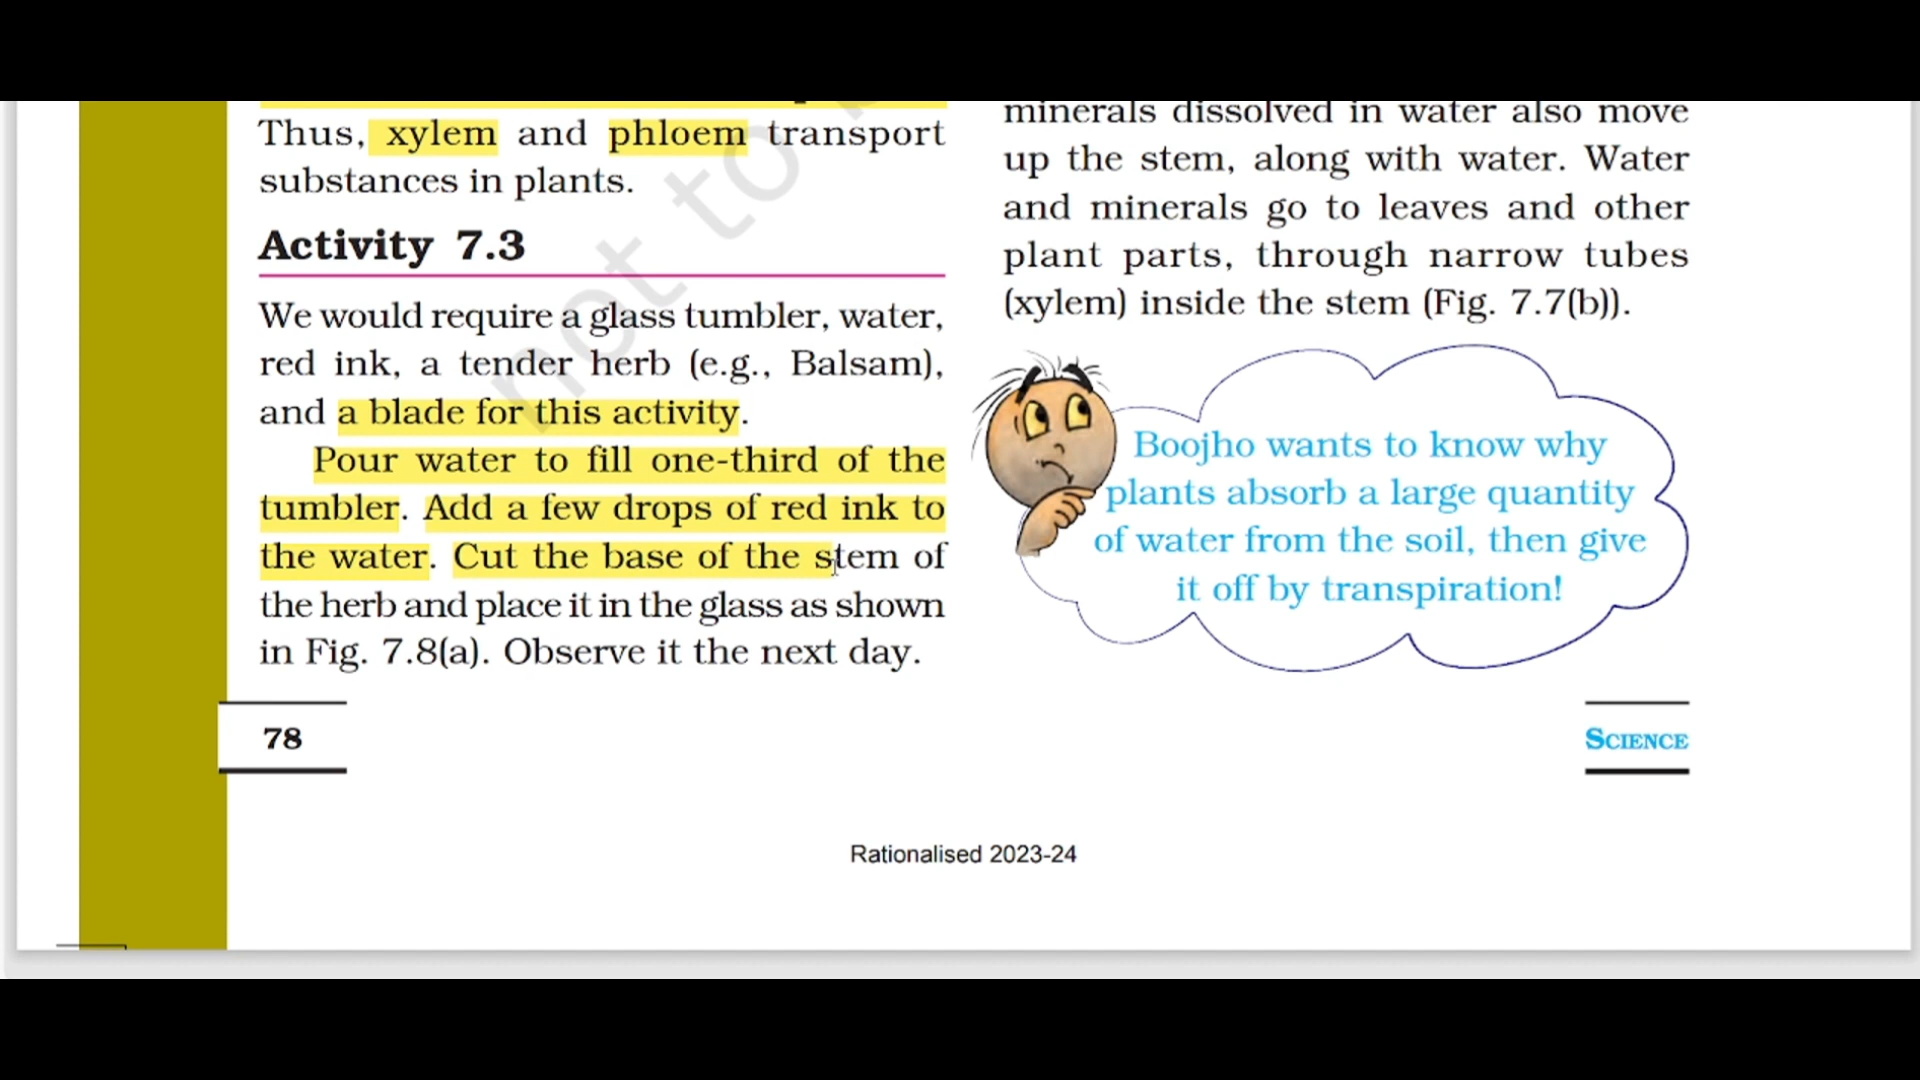 Thus, xylem and phloem transport
substances in plants.
Activity 7.3
We would require a glass tumbler, water,
red ink, a tender herb (e.g., Balsam),
and a blade for this activity.
Pour water to fill one-third of the
tumbler. Add a few drops of red ink to
the water. Cut the base of the stem of
the herb and place it in the glass as shown
in Fig. 7.8(a). Observe it the next day.
78
minerals dissolved in water also move
up the stem, along with water. Water
and minerals go to leaves and other
plant parts, through narrow tubes
(xylem) inside the stem (Fig. 7.7(b)).
Boojho wants to know why
plants absorb a large quantity
of water from the soil, then give
it off by transpiration!
SCIENCE
Rationalised 2023-24
not to